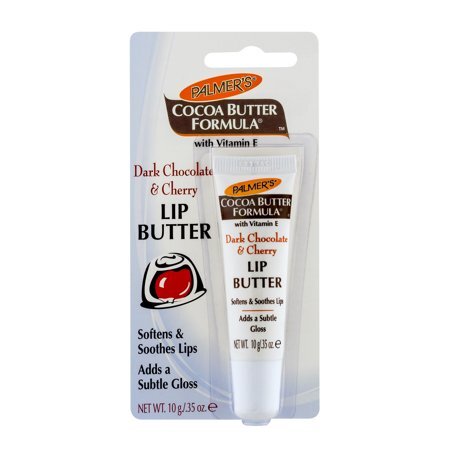 PALMER'S®
COCOA BUTTER
FORMULA®
™
with Vitamin E
Dark Chocolate
& Cherry
LIP
BUTTER
Softens &
Soothes Lips
Adds a
Subtle Gloss
NET WT. 10 g/.35 oz. ℮
PALMER'S®
COCOA BUTTER
FORMULA®
with Vitamin E
Dark Chocolate
& Cherry
LIP
BUTTER
Softens & Soothes Lips
Adds a Subtle
Gloss
NET WT. 10 g/.35 oz. ℮